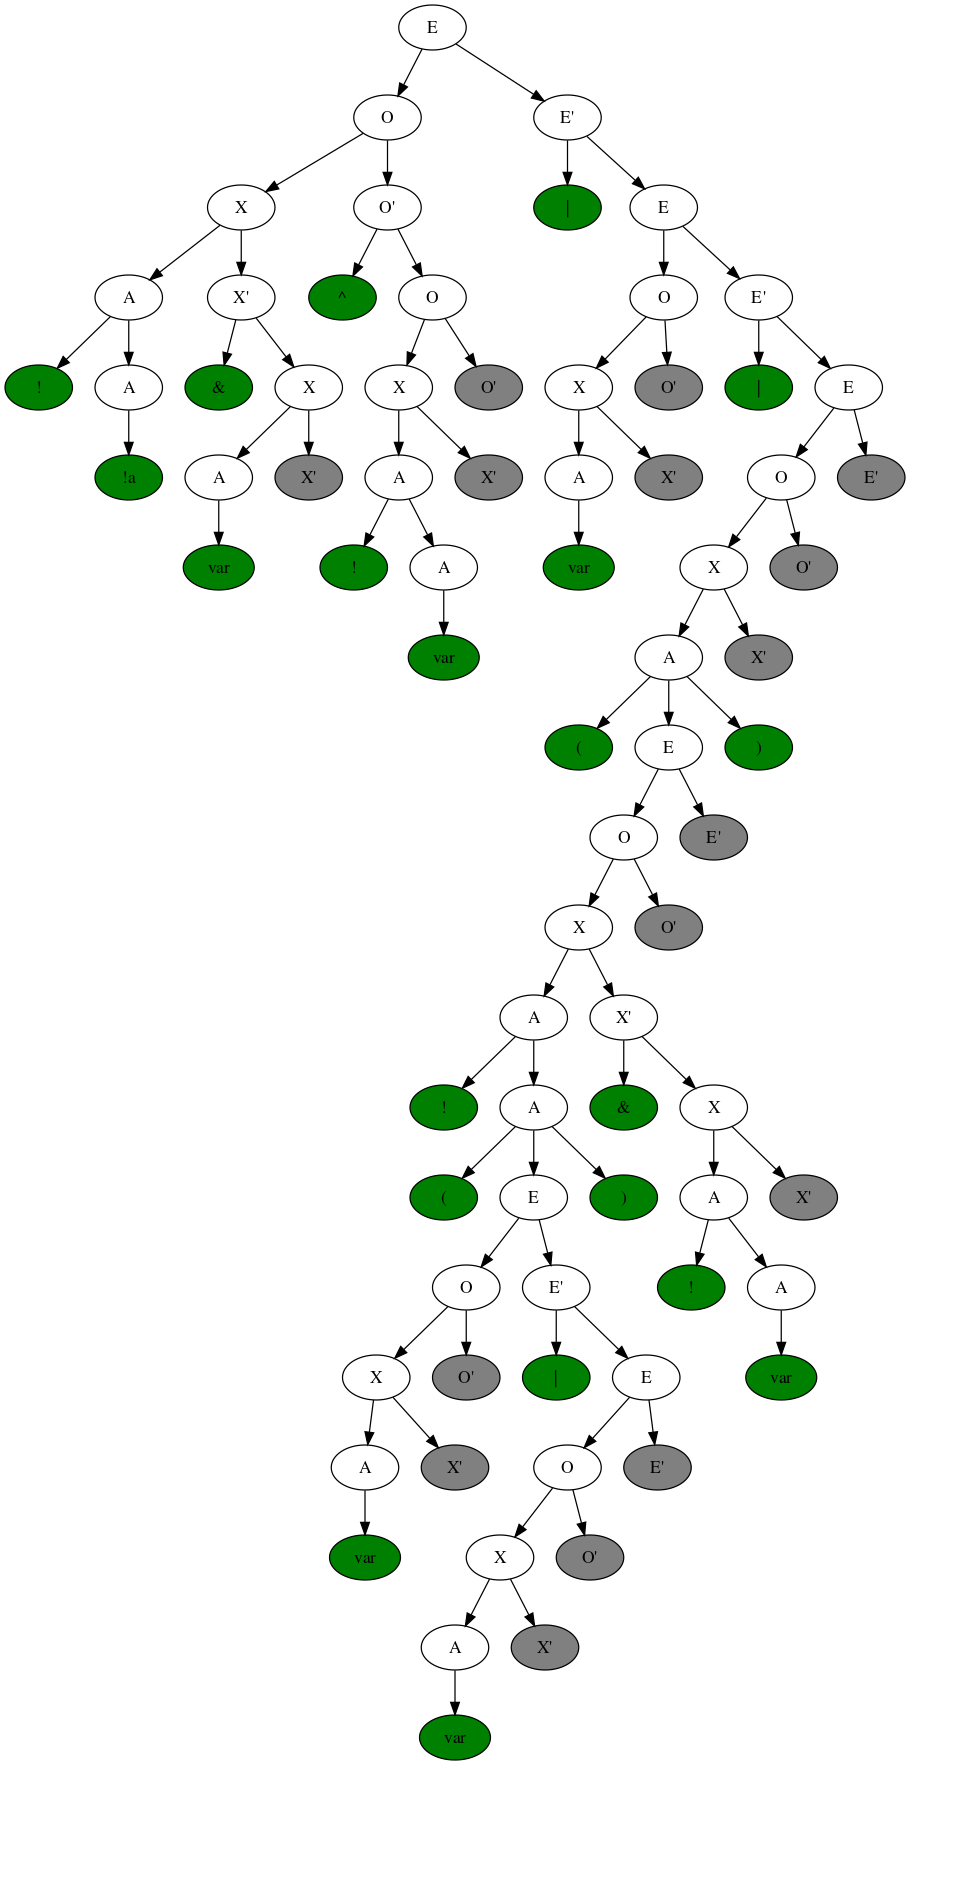 E
O E'
X O' | E
A X' ^ O O E'
! A & X X O' X O' | E
!a A X' A X' A X' O E'
var ! A var X O'
var A X'
( E )
O E'
X O'
A X'
! A & X
( E ) A X'
O E' ! A
X O' | E var
A X' O E'
var X O'
A X'
var